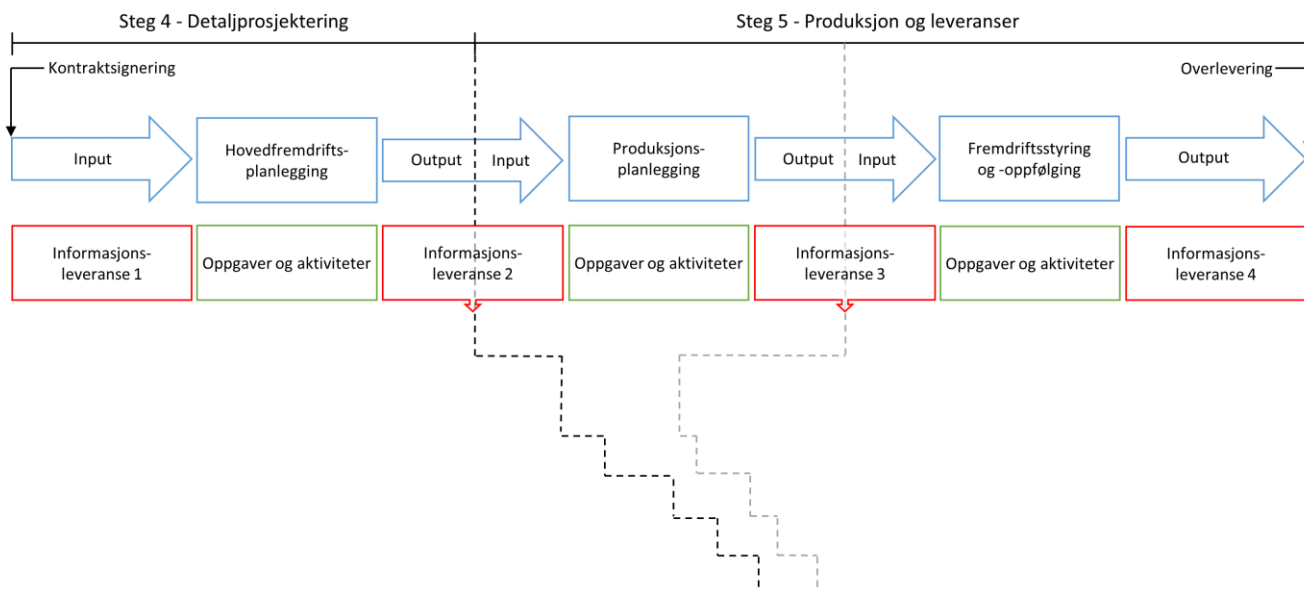 Steg 4 - Detaljprosjektering
Steg 5 - Produksjon og leveranser
Kontraktsignering
Overlevering
Input
Hovedfremdrifts-
planlegging
Output
Input
Produksjons-
planlegging
Output
Input
Fremdriftsstyring
og -oppfølging
Output
Informasjons-
leveranse 1
Oppgaver og aktiviteter
Informasjons-
leveranse 2
Oppgaver og aktiviteter
Informasjons-
leveranse 3
Oppgaver og aktiviteter
Informasjons-
leveranse 4